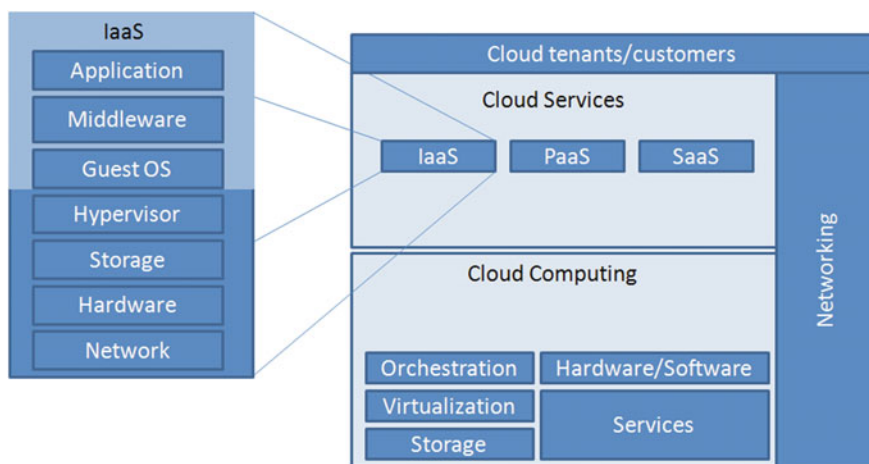 IaaS
Application
Middleware
Guest OS
Hypervisor
Storage
Hardware
Network
Cloud tenants/customers
Cloud Services
IaaS
PaaS
SaaS
Cloud Computing
Orchestration
Hardware/Software
Virtualization
Services
Storage
Networking